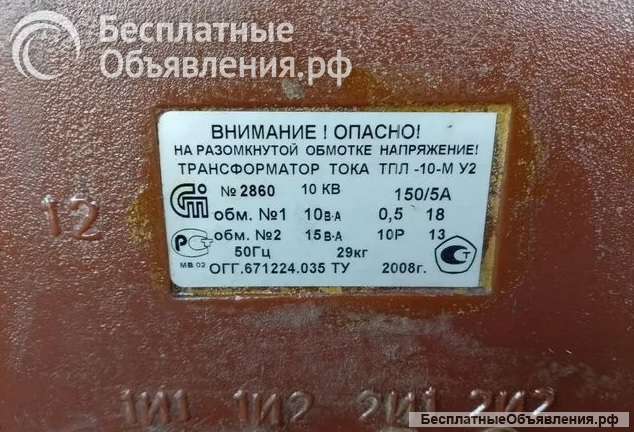 Бесплатные
Объявления.рф
ВНИМАНИЕ ! ОПАСНО!
НА РАЗОМКНУТОЙ ОБМОТКЕ НАПРЯЖЕНИЕ!
ТРАНСФОРМАТОР ТОКА ТПЛ -10-М У2
№ 2860 10 КВ 150/5А
обм. №1 10В·А 0,5 18
обм. №2 15В·А 10Р 13
50Гц 29кг
МВ 02 ОГГ.671224.035 ТУ 2008г.
12
1И1 1И2 2И1 2И2
БесплатныеОбъявления.рф